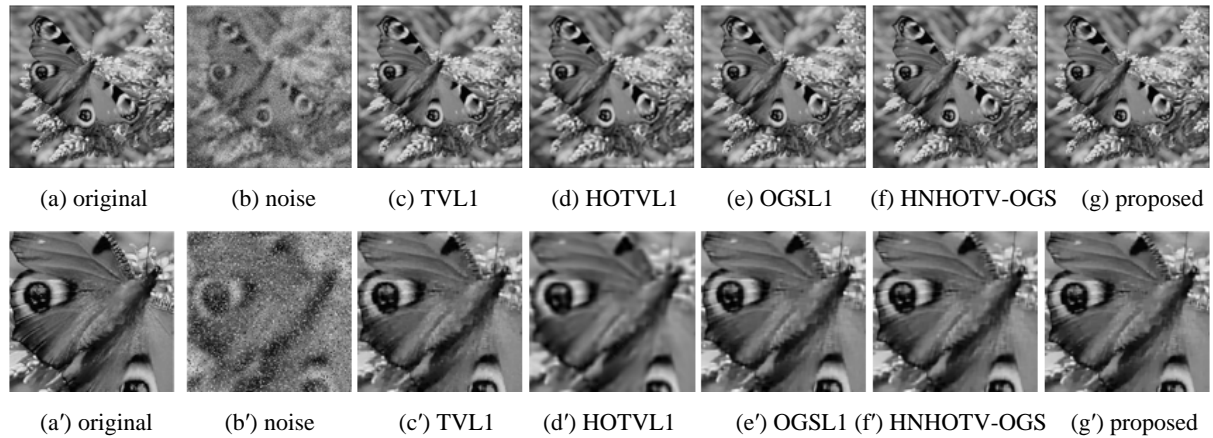 (a) original (b) noise (c) TVL1 (d) HOTVL1 (e) OGSL1 (f) HNHOTV-OGS (g) proposed
(a′) original (b′) noise (c′) TVL1 (d′) HOTVL1 (e′) OGSL1 (f′) HNHOTV-OGS (g′) proposed